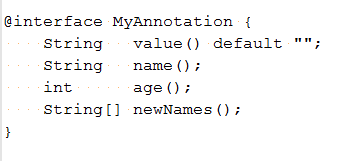 @interface MyAnnotation {
    String   value() default "";
    String   name();
    int      age();
    String[] newNames();
}